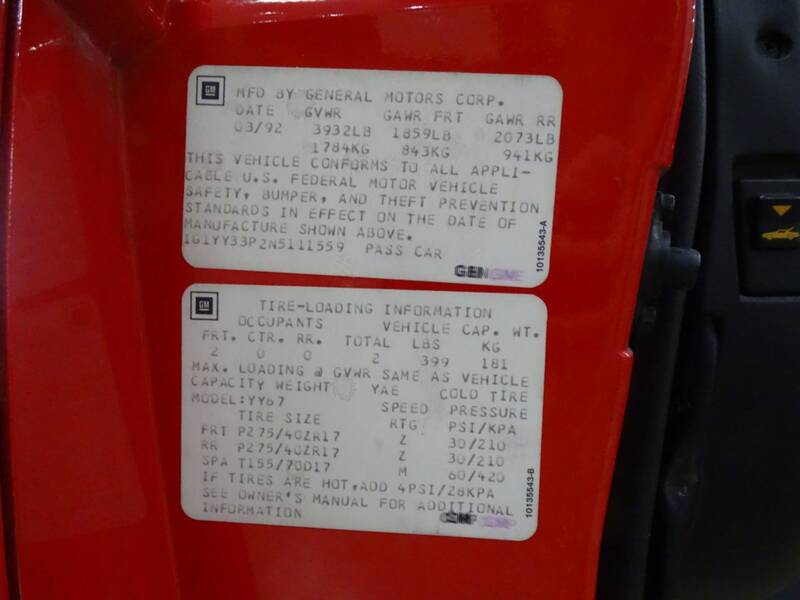 GM
MFD BY GENERAL MOTORS CORP.
DATE GVWR GAWR FRT GAWR RR
03/92 3932LB 1859LB 2073LB
1784KG 843KG 941KG
THIS VEHICLE CONFORMS TO ALL APPLI-
CABLE U.S. FEDERAL MOTOR VEHICLE
SAFETY, BUMPER, AND THEFT PREVENTION
STANDARDS IN EFFECT ON THE DATE OF
MANUFACTURE SHOWN ABOVE.
1G1YY33P2N5111559 PASS CAR
10135543-A
GM
TIRE-LOADING INFORMATION
OCCUPANTS VEHICLE CAP. WT.
FRT. CTR. RR. TOTAL LBS KG
2 0 0 2 399 181
MAX. LOADING @ GVWR SAME AS VEHICLE
CAPACITY WEIGHT YAE COLD TIRE
MODEL:YY67 SPEED PRESSURE
TIRE SIZE RTG. PSI/KPA
FRT P275/40ZR17 Z 30/210
RR P275/40ZR17 Z 30/210
SPA T155/70D17 M 60/420
IF TIRES ARE HOT,ADD 4PSI/28KPA
SEE OWNER'S MANUAL FOR ADDITIONAL
INFORMATION
10135543-B